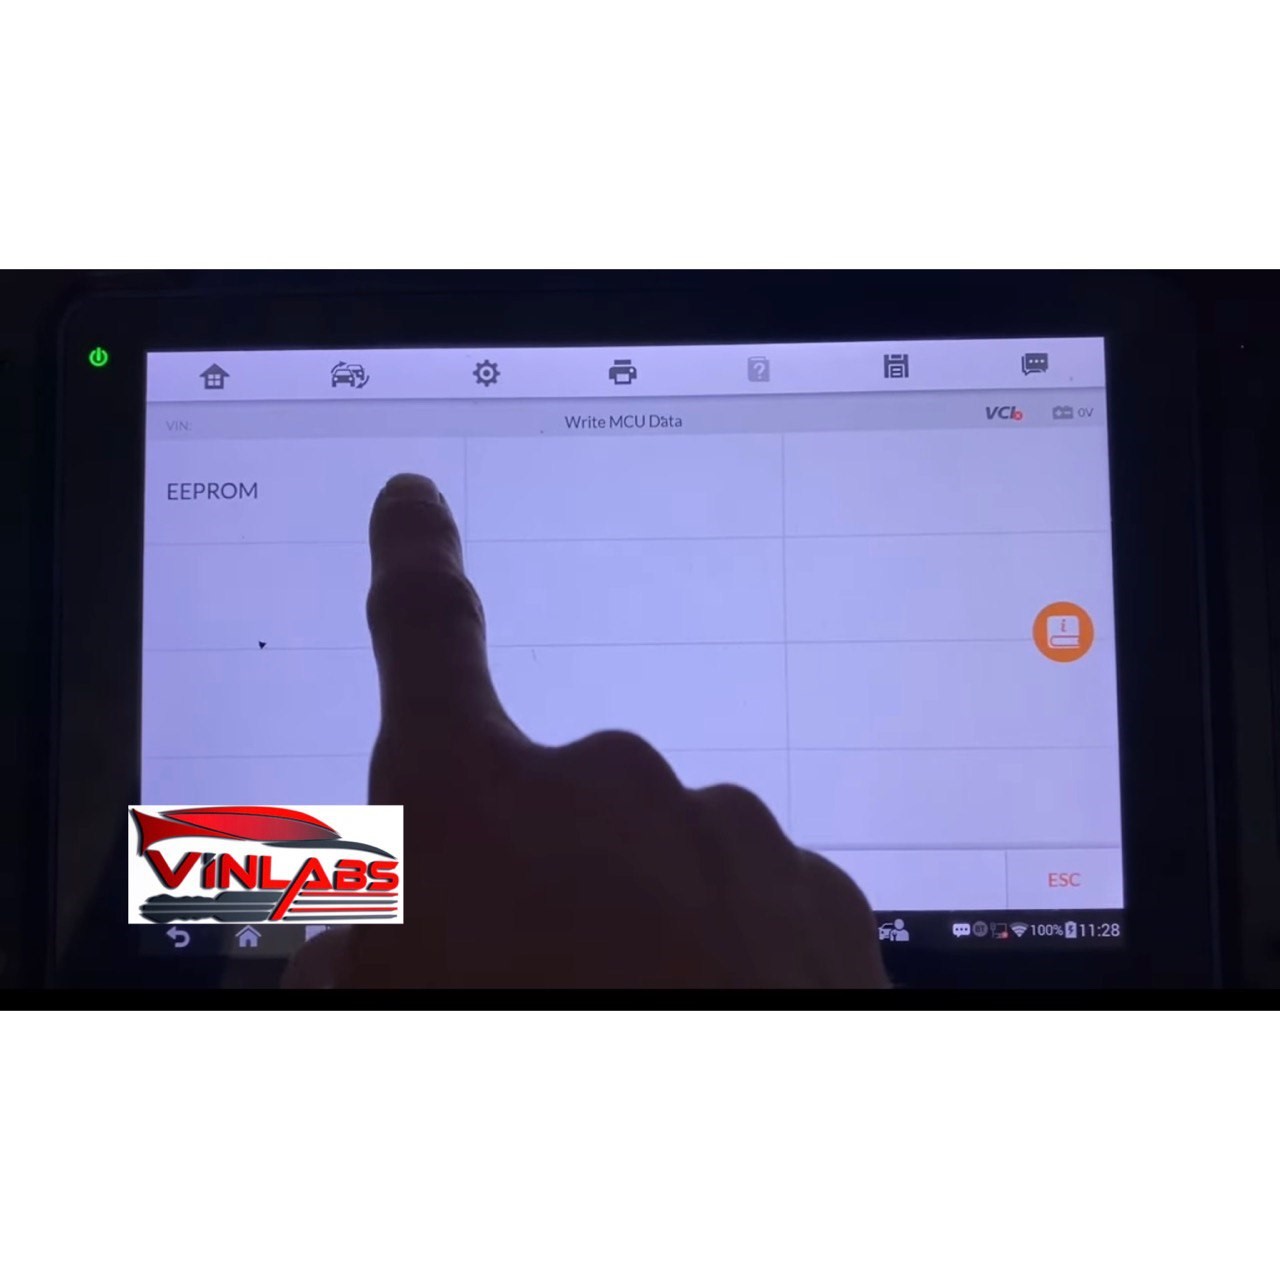 VIN:
Write MCU Data
VCI
0V
EEPROM
i
ESC
VINLABS
100%
11:28